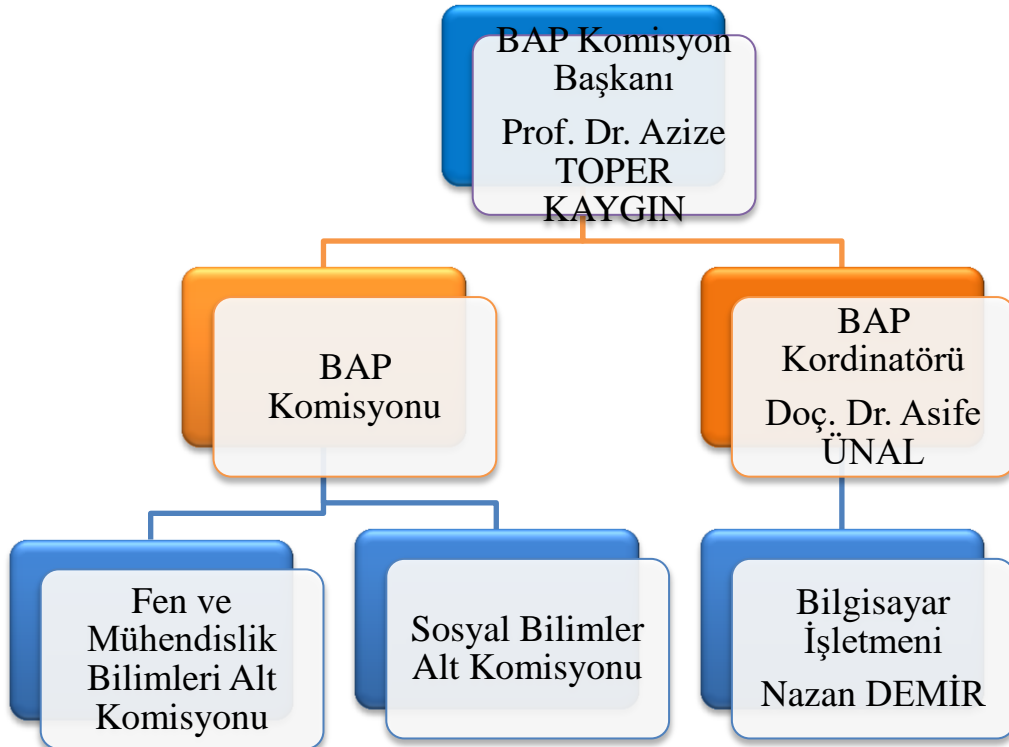 BAP Komisyon
Başkanı
Prof. Dr. Azize
TOPER
KAYGIN
BAP
Komisyonu
BAP
Kordinatörü
Doç. Dr. Asife
ÜNAL
Fen ve
Mühendislik
Bilimleri Alt
Komisyonu
Sosyal Bilimler
Alt Komisyonu
Bilgisayar
İşletmeni
Nazan DEMİR